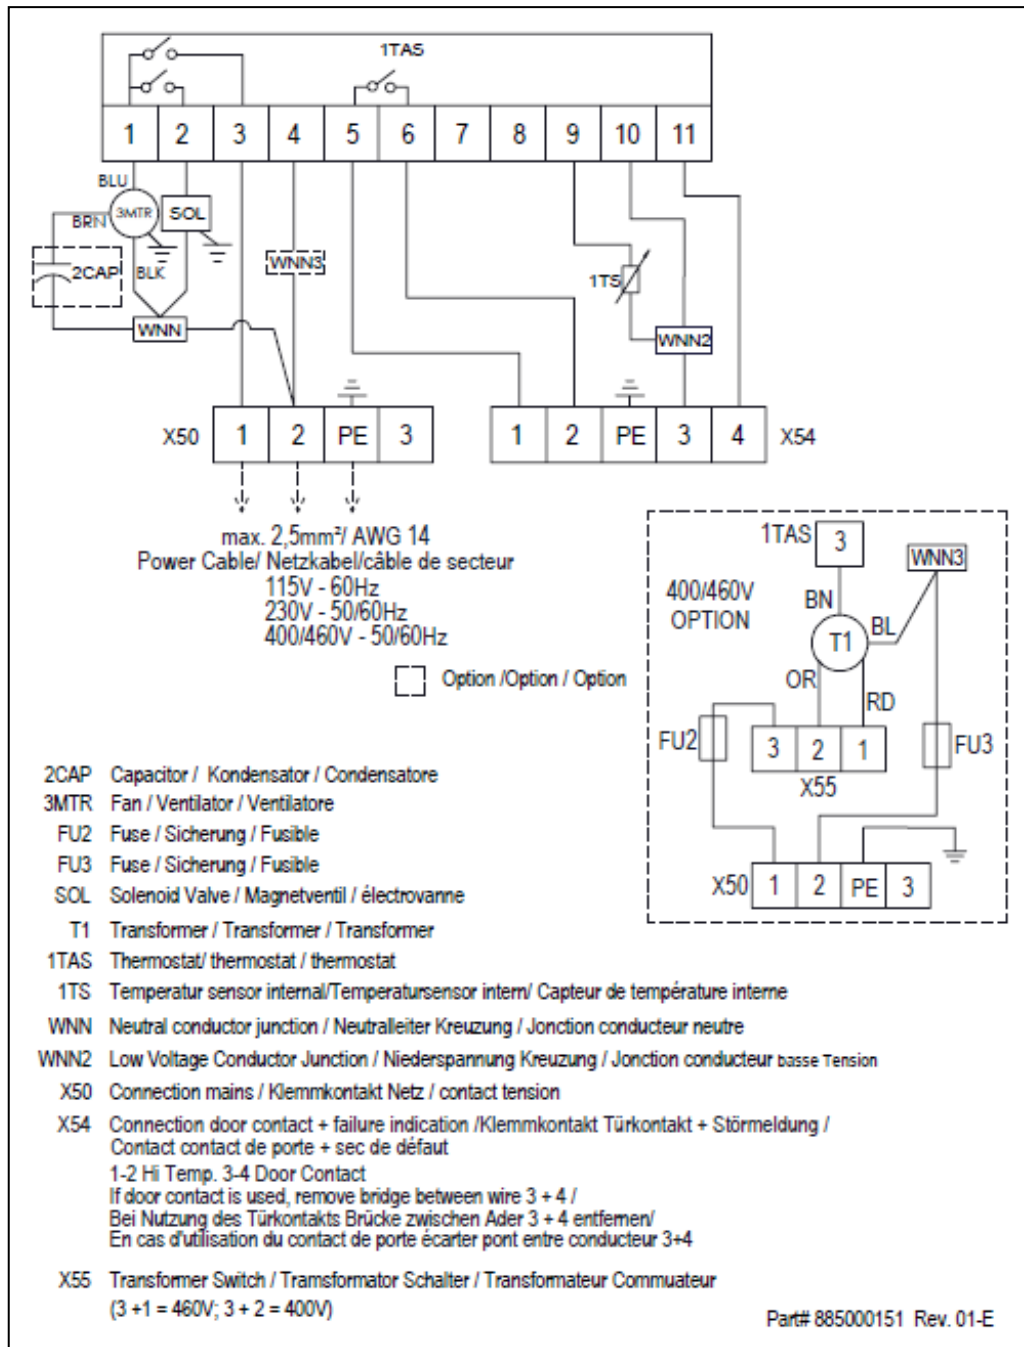 1TAS
1 2 3 4 5 6 7 8 9 10 11
BLU
BRN
3MTR
SOL
2CAP
BLK
WNN
WNN3
1TS
WNN2
X50 1 2 PE 3
1 2 PE 3 4 X54
max. 2,5mm²/ AWG 14
Power Cable/ Netzkabel/câble de secteur
115V - 60Hz
230V - 50/60Hz
400/460V - 50/60Hz
Option /Option / Option
1TAS 3
WNN3
400/460V
OPTION
BN
T1
BL
OR
RD
FU2
3 2 1
FU3
X55
X50 1 2 PE 3
2CAP Capacitor / Kondensator / Condensatore
3MTR Fan / Ventilator / Ventilatore
FU2 Fuse / Sicherung / Fusible
FU3 Fuse / Sicherung / Fusible
SOL Solenoid Valve / Magnetventil / électrovanne
T1 Transformer / Transformer / Transformer
1TAS Thermostat/ thermostat / thermostat
1TS Temperatur sensor internal/Temperatursensor intern/ Capteur de température interne
WNN Neutral conductor junction / Neutralleiter Kreuzung / Jonction conducteur neutre
WNN2 Low Voltage Conductor Junction / Niederspannung Kreuzung / Jonction conducteur basse Tension
X50 Connection mains / Klemmkontakt Netz / contact tension
X54 Connection door contact + failure indication /Klemmkontakt Türkontakt + Störmeldung /
Contact contact de porte + sec de défaut
1-2 Hi Temp. 3-4 Door Contact
If door contact is used, remove bridge between wire 3 + 4 /
Bei Nutzung des Türkontakts Brücke zwischen Ader 3 + 4 entfernen/
En cas d'utilisation du contact de porte écarter pont entre conducteur 3+4
X55 Transformer Switch / Tramsformator Schalter / Transformateur Commuateur
(3 +1 = 460V; 3 + 2 = 400V)
Part# 885000151 Rev. 01-E